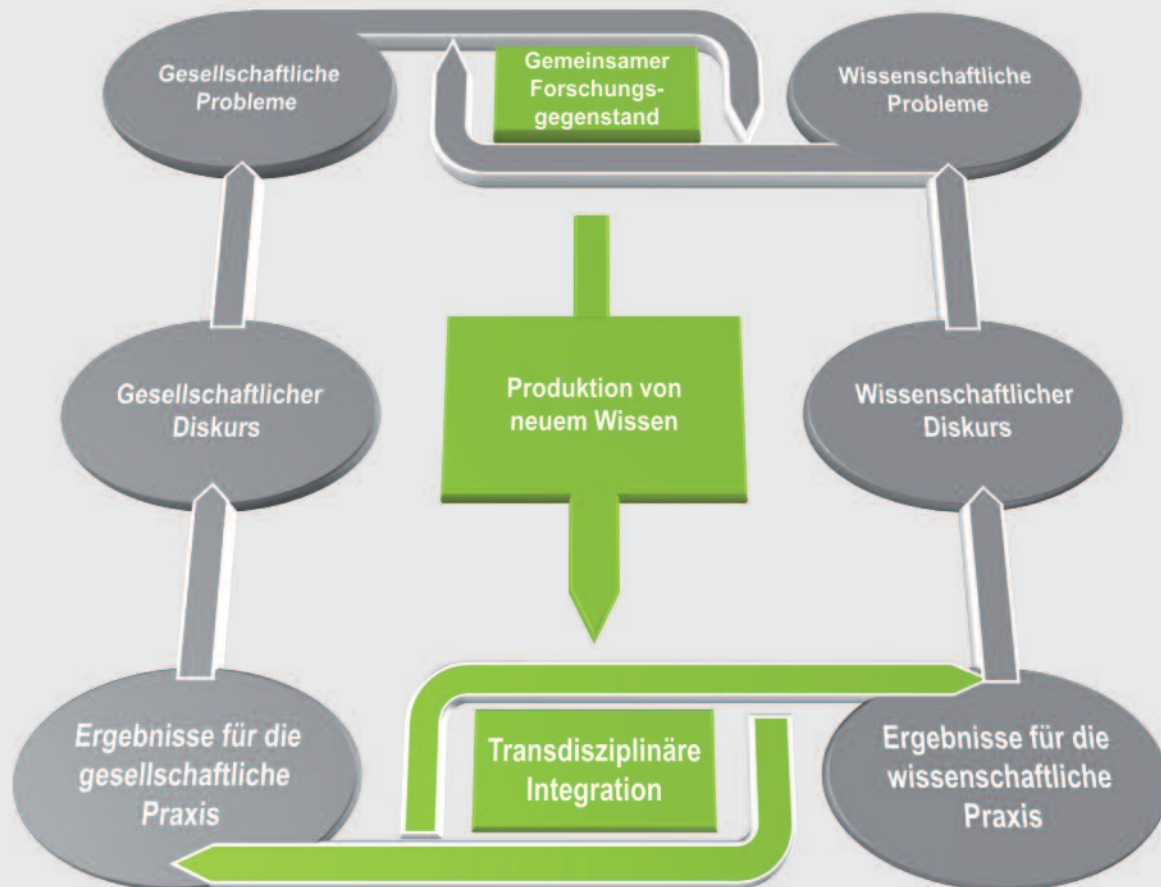 Gesellschaftliche
Probleme
Gemeinsamer
Forschungs-
gegenstand
Wissenschaftliche
Probleme
Gesellschaftlicher
Diskurs
Produktion von
neuem Wissen
Wissenschaftlicher
Diskurs
Ergebnisse für die
gesellschaftliche
Praxis
Transdisziplinäre
Integration
Ergebnisse für die
wissenschaftliche
Praxis